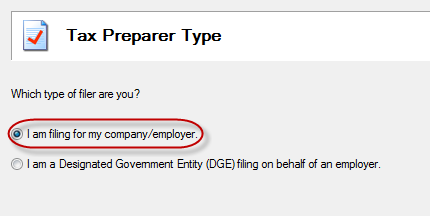 Tax Preparer Type
Which type of filer are you?
I am filing for my company/employer.
I am a Designated Government Entity (DGE) filing on behalf of an employer.